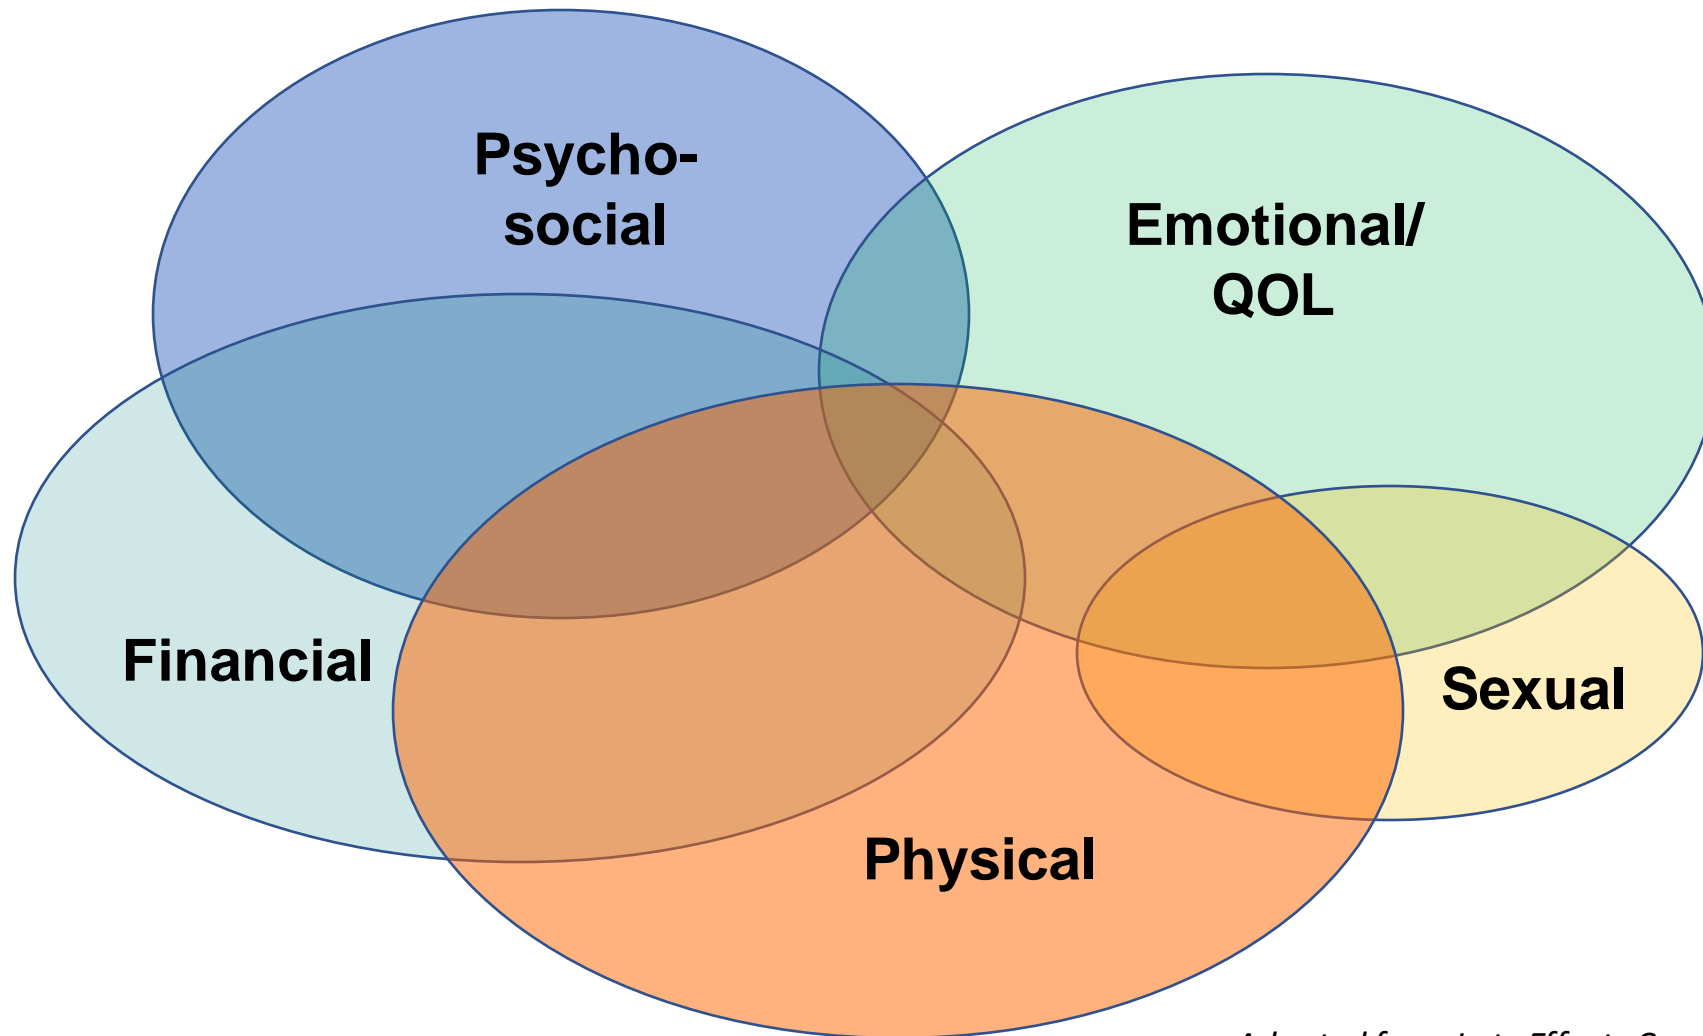 Psycho-
social
Emotional/
QOL
Financial
Sexual
Physical